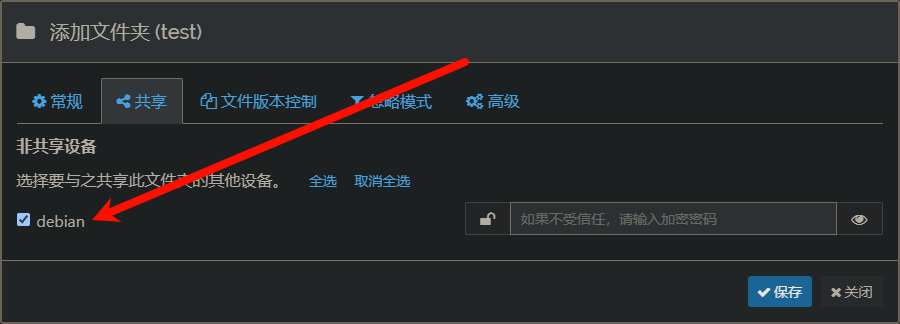 添加文件夹 (test)
常规 共享 文件版本控制 忽略模式 高级
非共享设备
选择要与之共享此文件夹的其他设备。 全选 取消全选
debian 如果不受信任，请输入加密密码
保存 关闭